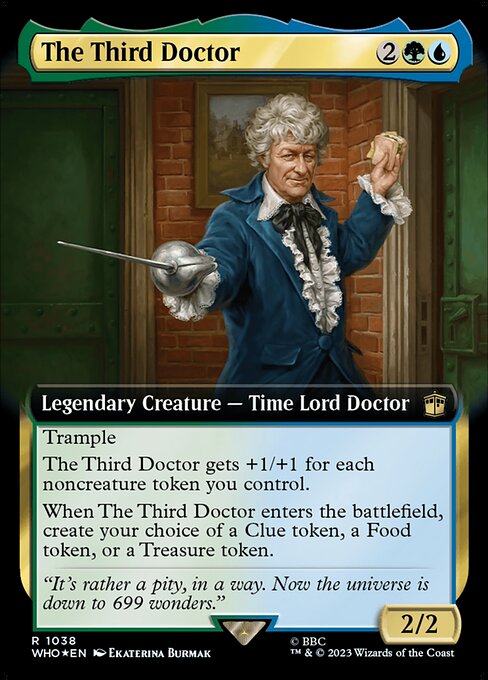 The Third Doctor 2
Legendary Creature — Time Lord Doctor
Trample
The Third Doctor gets +1/+1 for each
noncreature token you control.
When The Third Doctor enters the battlefield,
create your choice of a Clue token, a Food
token, or a Treasure token.
“It’s rather a pity, in a way. Now the universe is
down to 699 wonders.”
2/2
R 1038
WHO★EN Ekaterina Burmak
© BBC
™ & © 2023 Wizards of the Coast